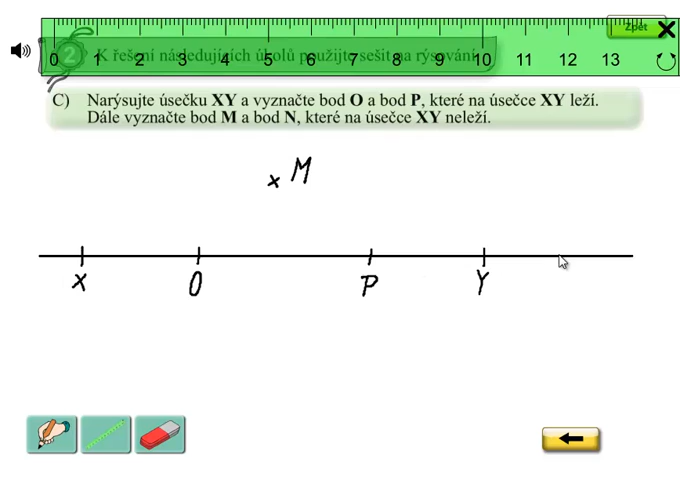 Zpět
2 K řešení následujících úkolů použijte sešit na rýsování.
0 1 2 3 4 5 6 7 8 9 10 11 12 13
C) Narýsujte úsečku XY a vyznačte bod O a bod P, které na úsečce XY leží.
Dále vyznačte bod M a bod N, které na úsečce XY neleží.
× M
X O P Y